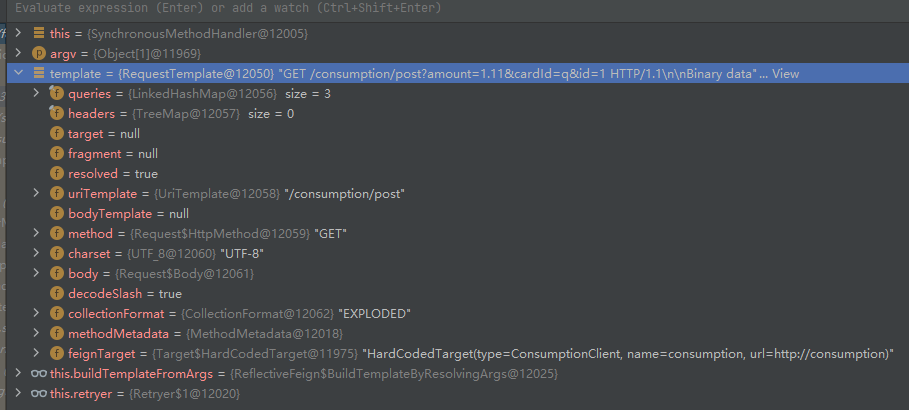 Evaluate expression (Enter) or add a watch (Ctrl+Shift+Enter)
this = {SynchronousMethodHandler@12005}
argv = {Object[1]@11969}
template = {RequestTemplate@12050} "GET /consumption/post?amount=1.11&cardId=q&id=1 HTTP/1.1\n\nBinary data"... View
queries = {LinkedHashMap@12056} size = 3
headers = {TreeMap@12057} size = 0
target = null
fragment = null
resolved = true
uriTemplate = {UriTemplate@12058} "/consumption/post"
bodyTemplate = null
method = {Request$HttpMethod@12059} "GET"
charset = {UTF_8@12060} "UTF-8"
body = {Request$Body@12061}
decodeSlash = true
collectionFormat = {CollectionFormat@12062} "EXPLODED"
methodMetadata = {MethodMetadata@12018}
feignTarget = {Target$HardCodedTarget@11975} "HardCodedTarget(type=ConsumptionClient, name=consumption, url=http://consumption)"
this.buildTemplateFromArgs = {ReflectiveFeign$BuildTemplateByResolvingArgs@12025}
this.retryer = {Retryer$1@12020}